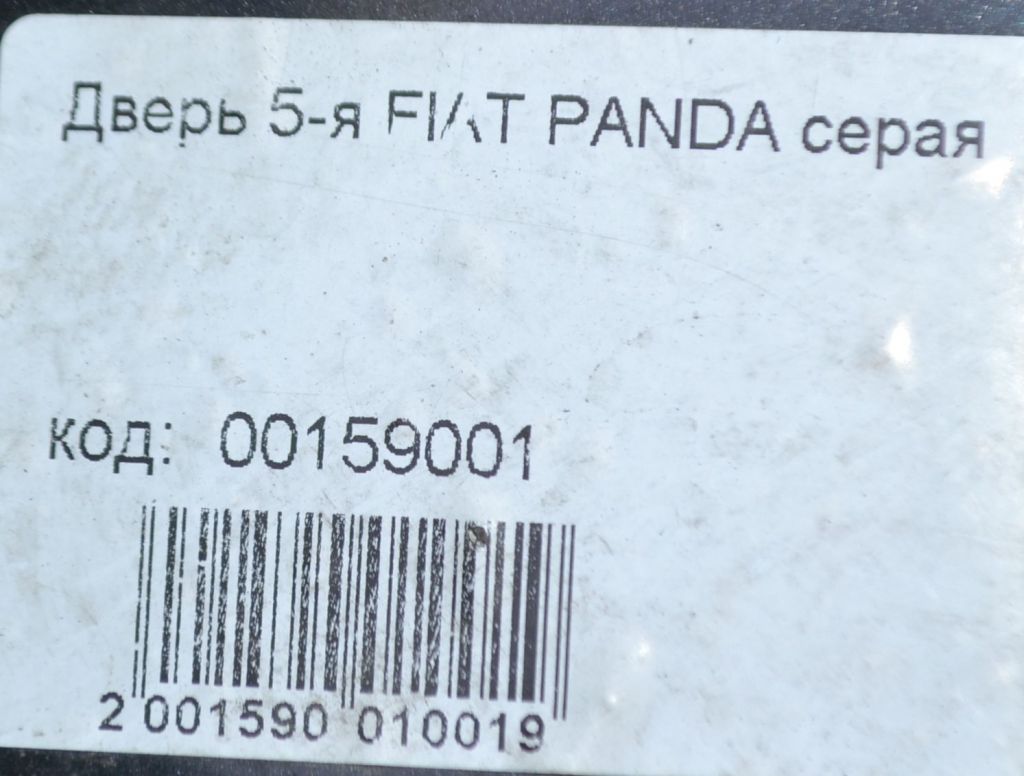 Дверь 5-я FIAT PANDA серая
код: 00159001
2 001590 010019